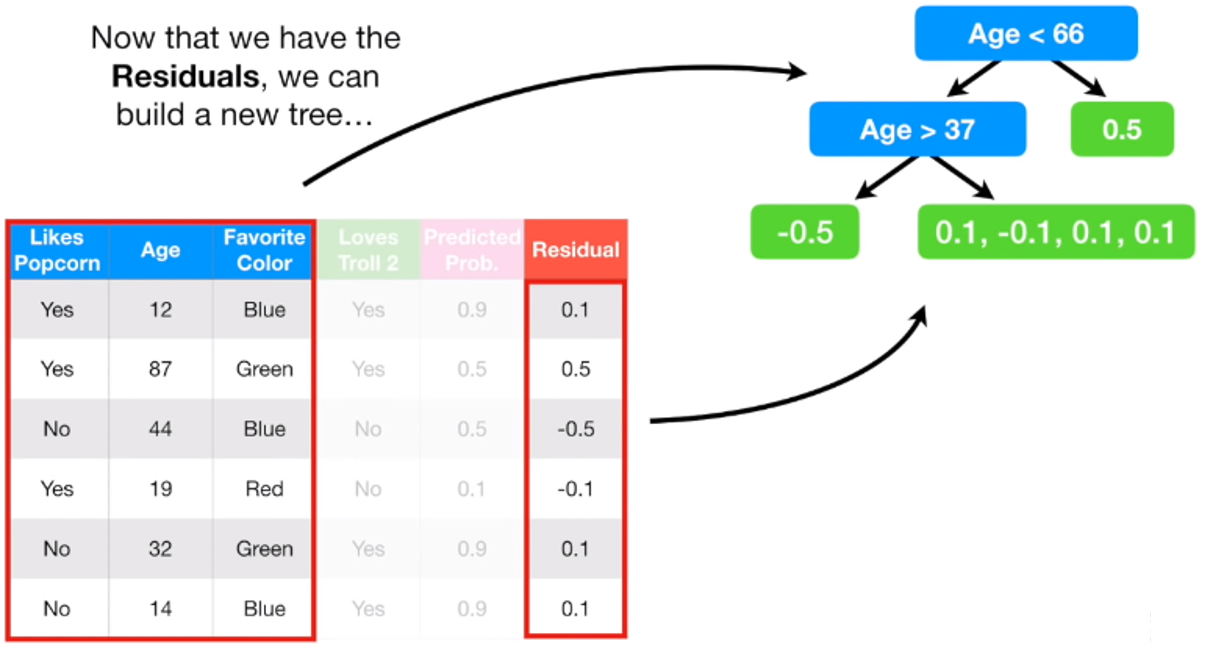 Now that we have the
Residuals, we can
build a new tree...
Age < 66
Age > 37
0.5
-0.5
0.1, -0.1, 0.1, 0.1
Likes Popcorn Age Favorite Color Loves Troll 2 Predicted Prob. Residual
Yes 12 Blue Yes 0.9 0.1
Yes 87 Green Yes 0.5 0.5
No 44 Blue No 0.5 -0.5
Yes 19 Red No 0.1 -0.1
No 32 Green Yes 0.9 0.1
No 14 Blue Yes 0.9 0.1